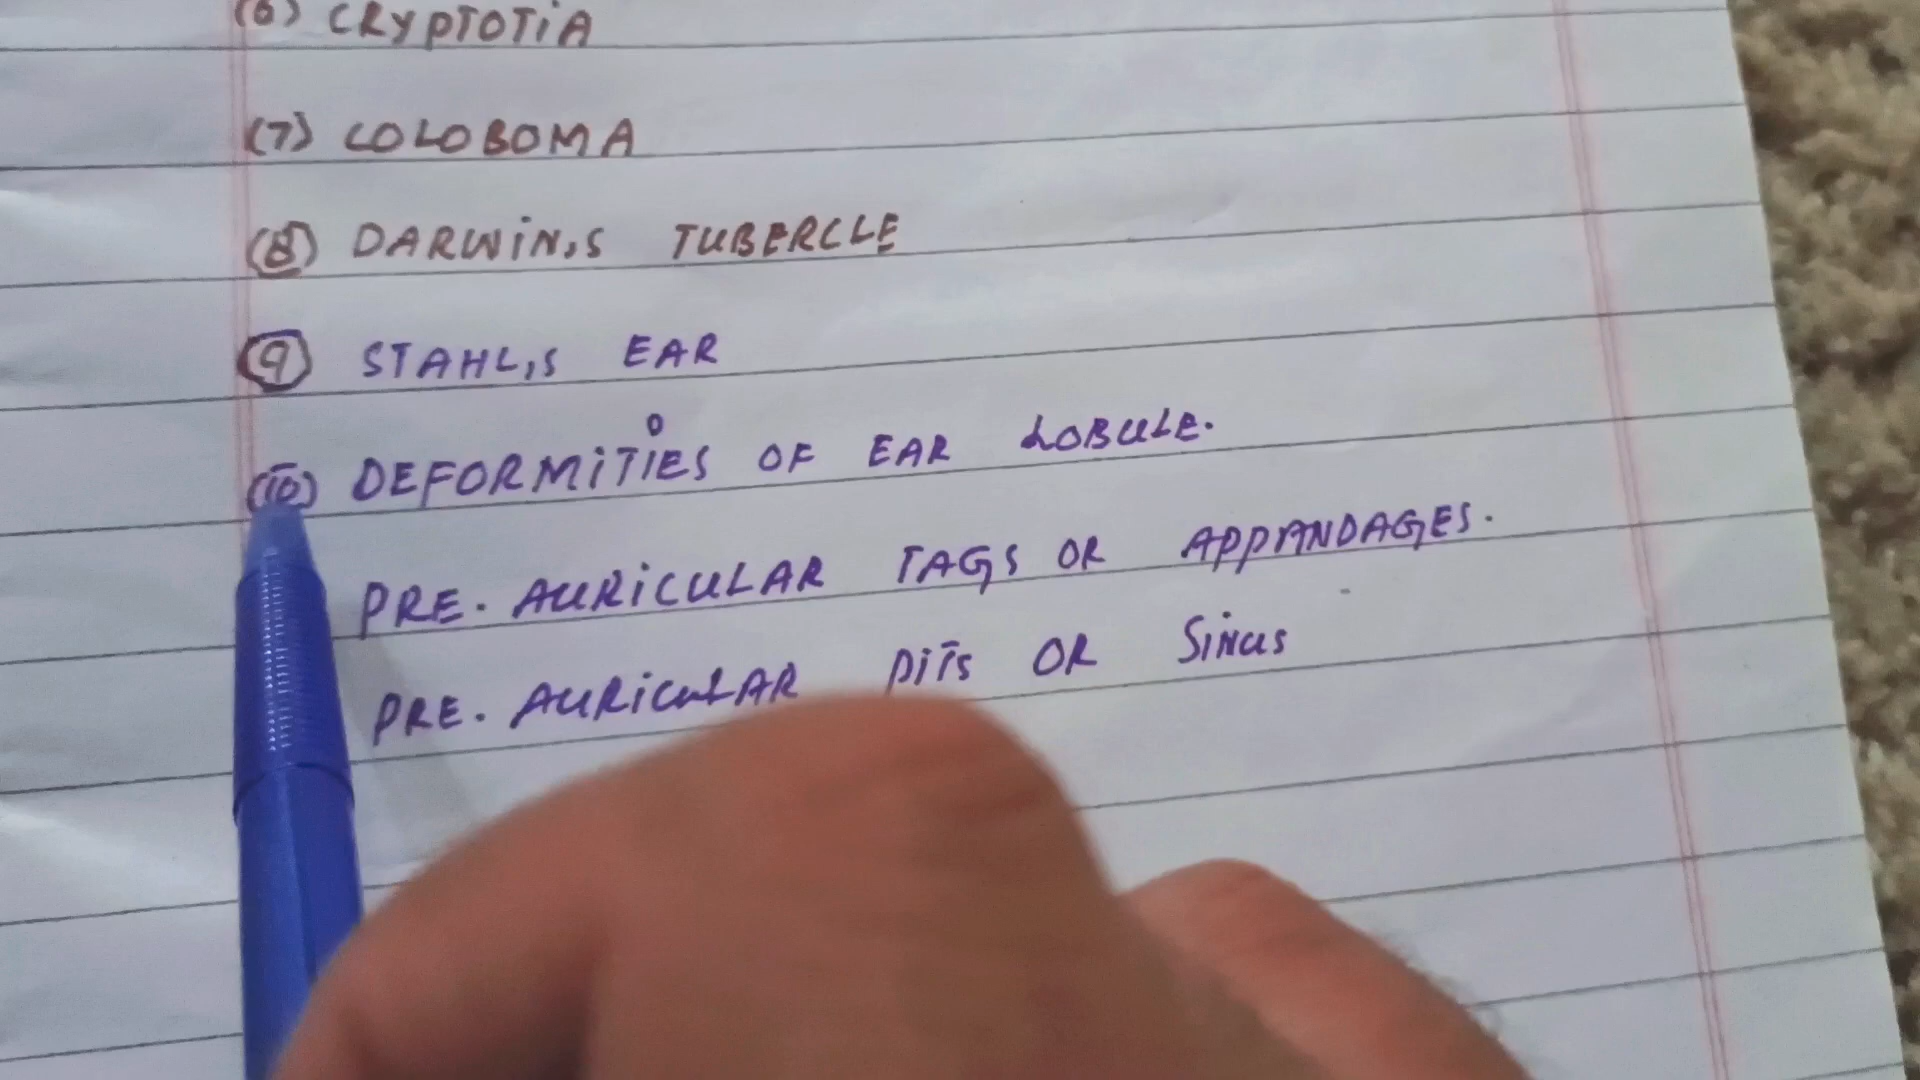 (6) CRYPTOTiA
(7) COLOBOMA
(8) DARWiN,S TUBERCLE
(9) STAHL,S EAR
(10) DEFORMiTiES OF EAR LOBULE.
PRE. AURiCULAR TAGS OR APPANDAGES.
PRE. AURiCULAR PiTS OR SiNUS